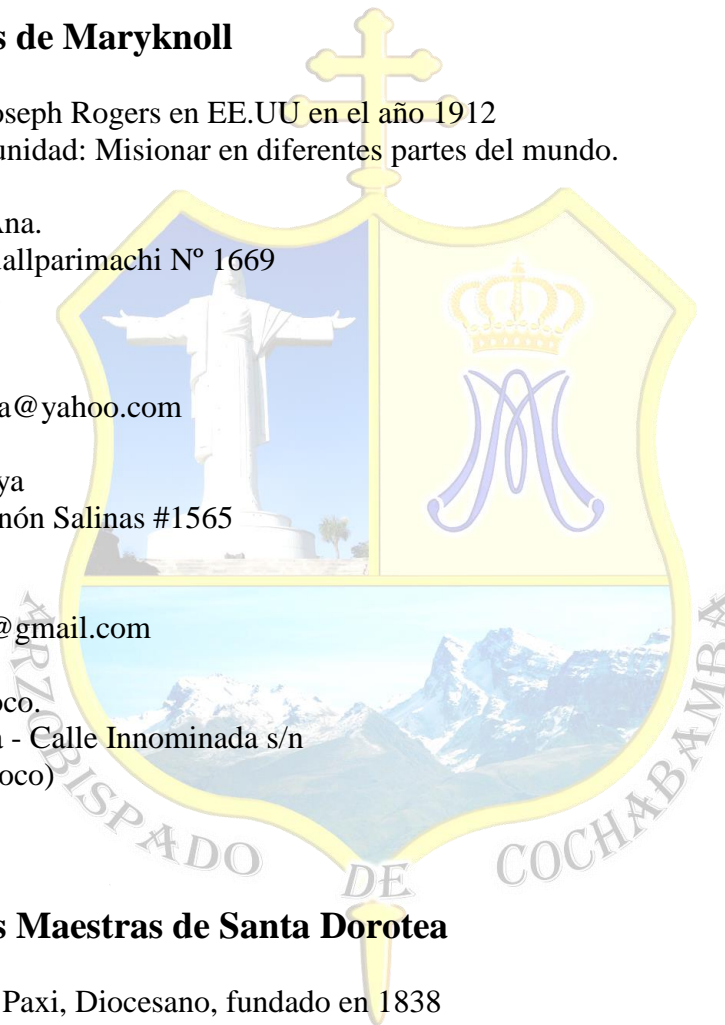 s de Maryknoll
oseph Rogers en EE.UU en el año 1912
unidad: Misionar en diferentes partes del mundo.
Ana.
allparimachi Nº 1669
a@yahoo.com
ya
nón Salinas #1565
@gmail.com
oco.
a - Calle Innominada s/n
oco)
ARZOBISPADO DE COCHABAMBA
s Maestras de Santa Dorotea
Paxi, Diocesano, fundado en 1838